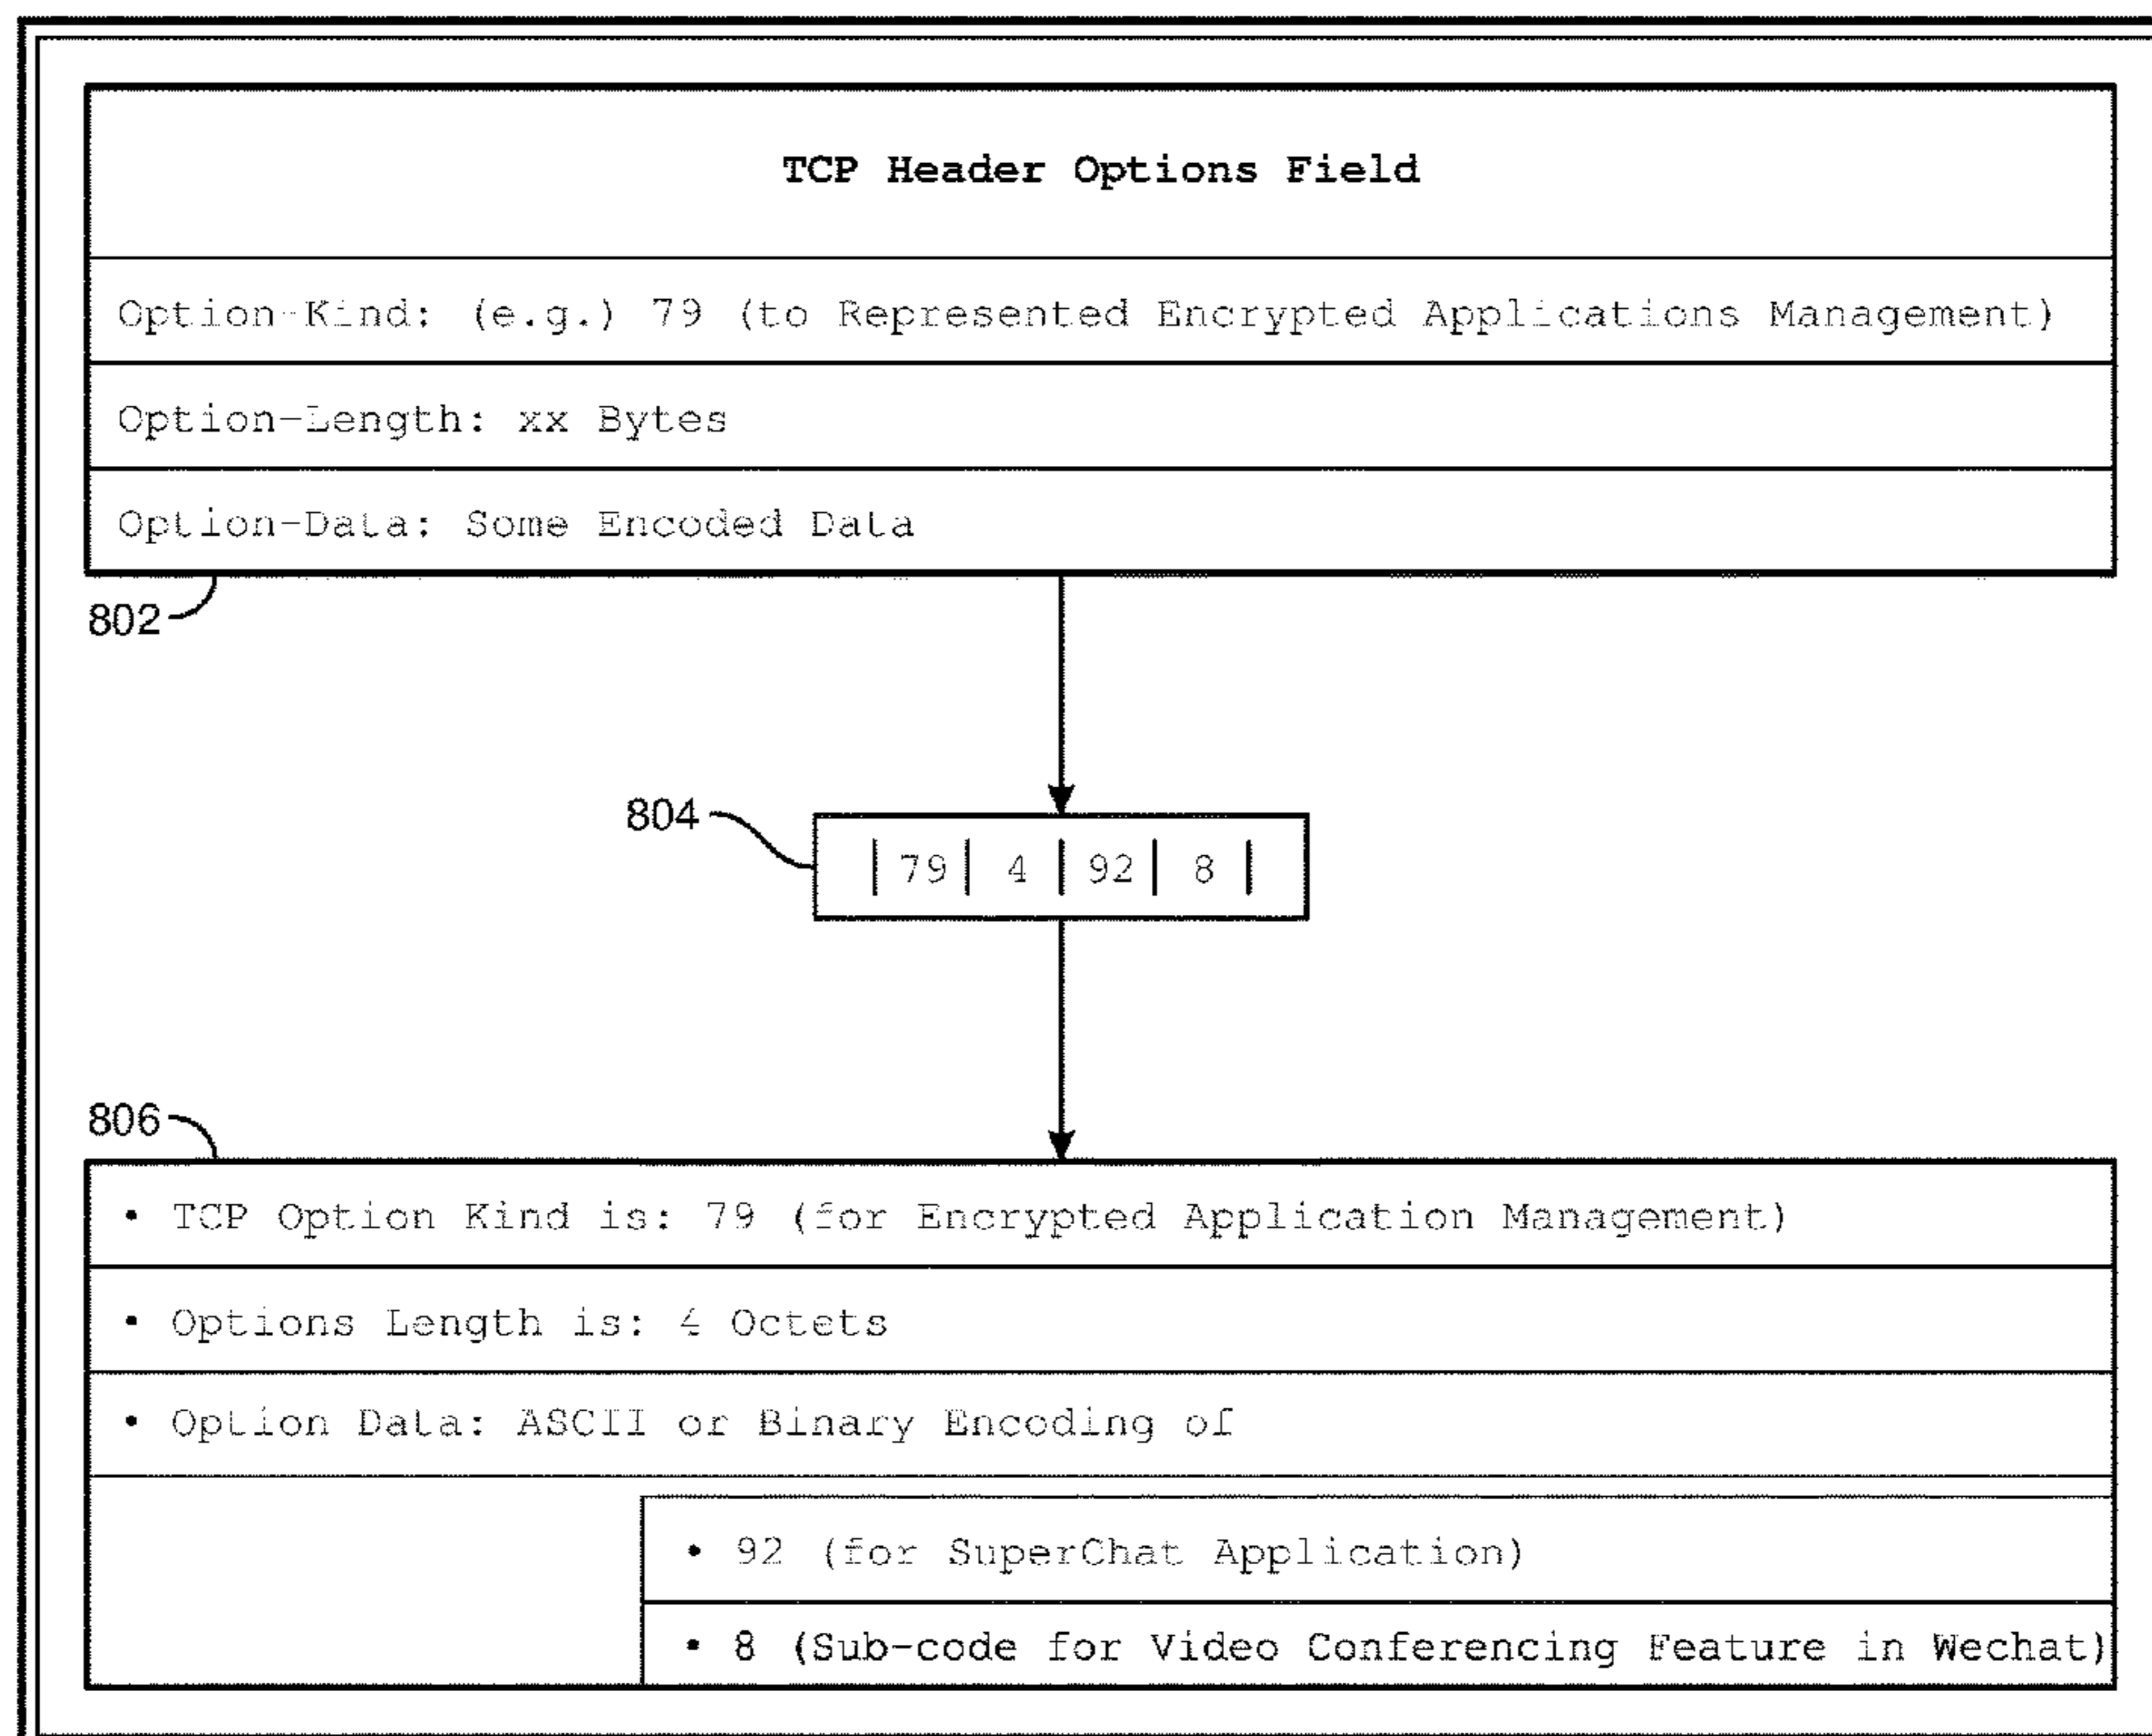 TCP Header Options Field
Option-Kind: (e.g.) 79 (to Represented Encrypted Applications Management)
Option-Length: xx Bytes
Option-Data: Some Encoded Data
802
804
| 79 | 4 | 92 | 8 |
806
• TCP Option Kind is: 79 (for Encrypted Application Management)
• Options Length is: 4 Octets
• Option Data: ASCII or Binary Encoding of
• 92 (for SuperChat Application)
• 8 (Sub-code for Video Conferencing Feature in Wechat)